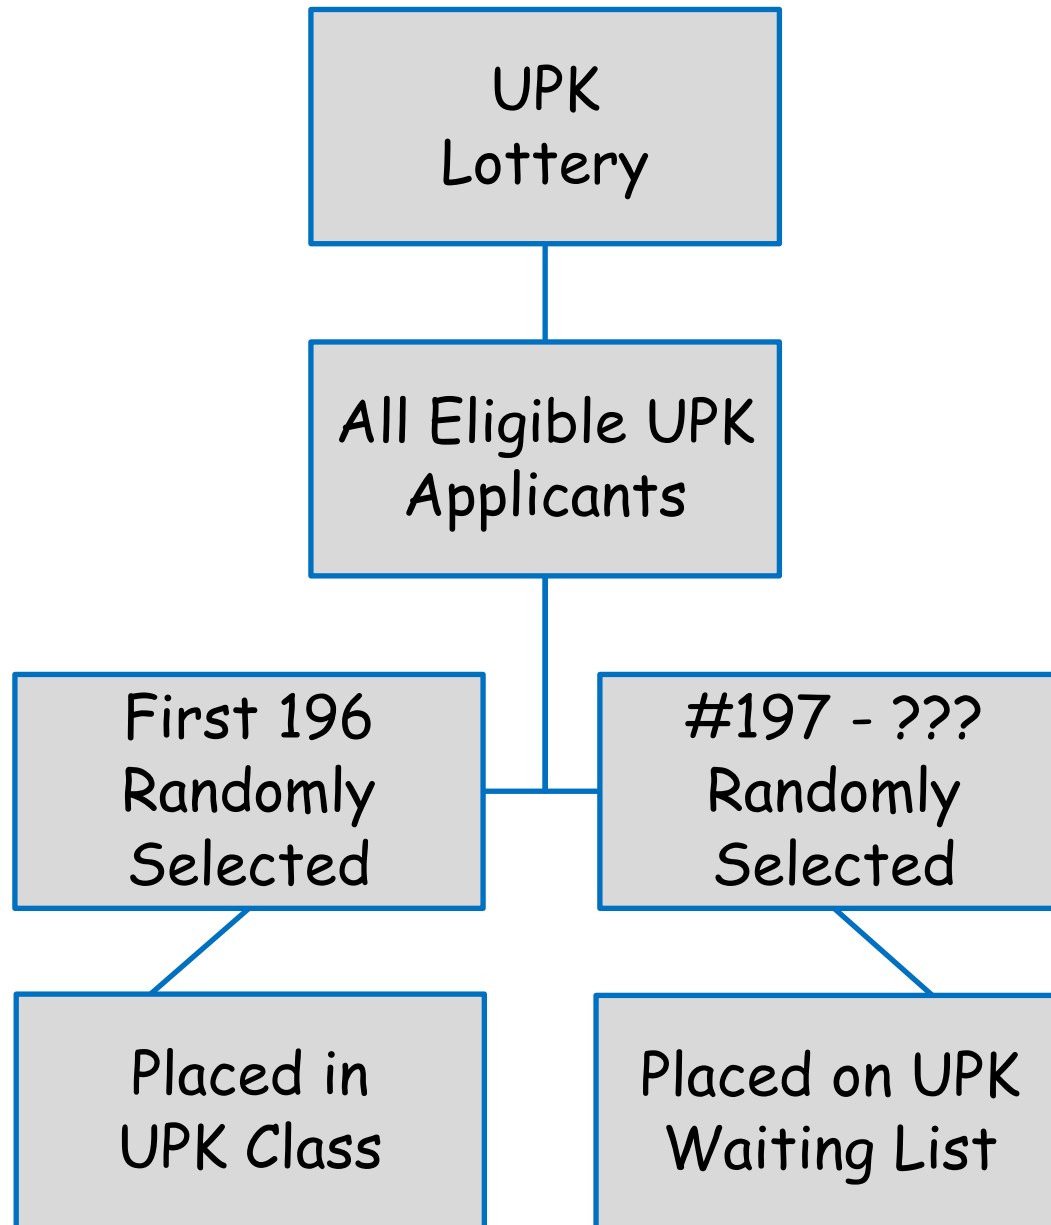 UPK
Lottery
All Eligible UPK
Applicants
First 196
Randomly
Selected
#197 - ???
Randomly
Selected
Placed in
UPK Class
Placed on UPK
Waiting List